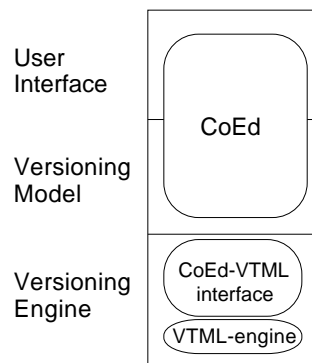 User
Interface
CoEd
Versioning
Model
Versioning
Engine
CoEd-VTML
interface
VTML-engine